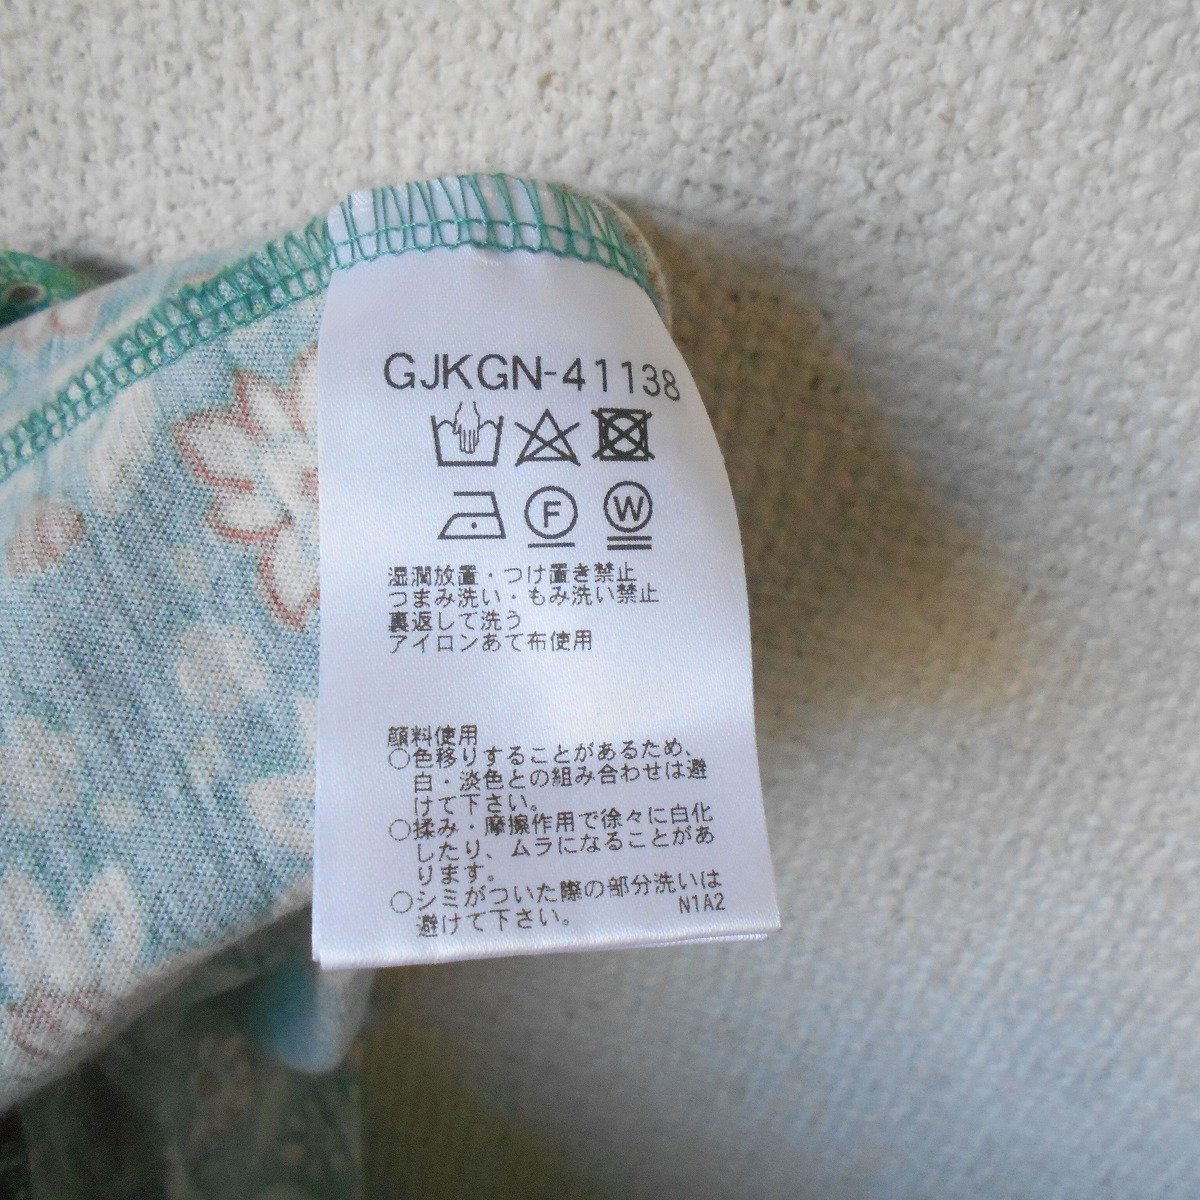 GJKGN-41138
F W
湿潤放置・つけ置き禁止
つまみ洗い・もみ洗い禁止
裏返して洗う
アイロンあて布使用
顔料使用
○色移りすることがあるため、
白・淡色との組み合わせは避
けて下さい。
○揉み・摩擦作用で徐々に白化
したり、ムラになることがあ
ります。
○シミがついた際の部分洗いは
避けて下さい。
N1A2